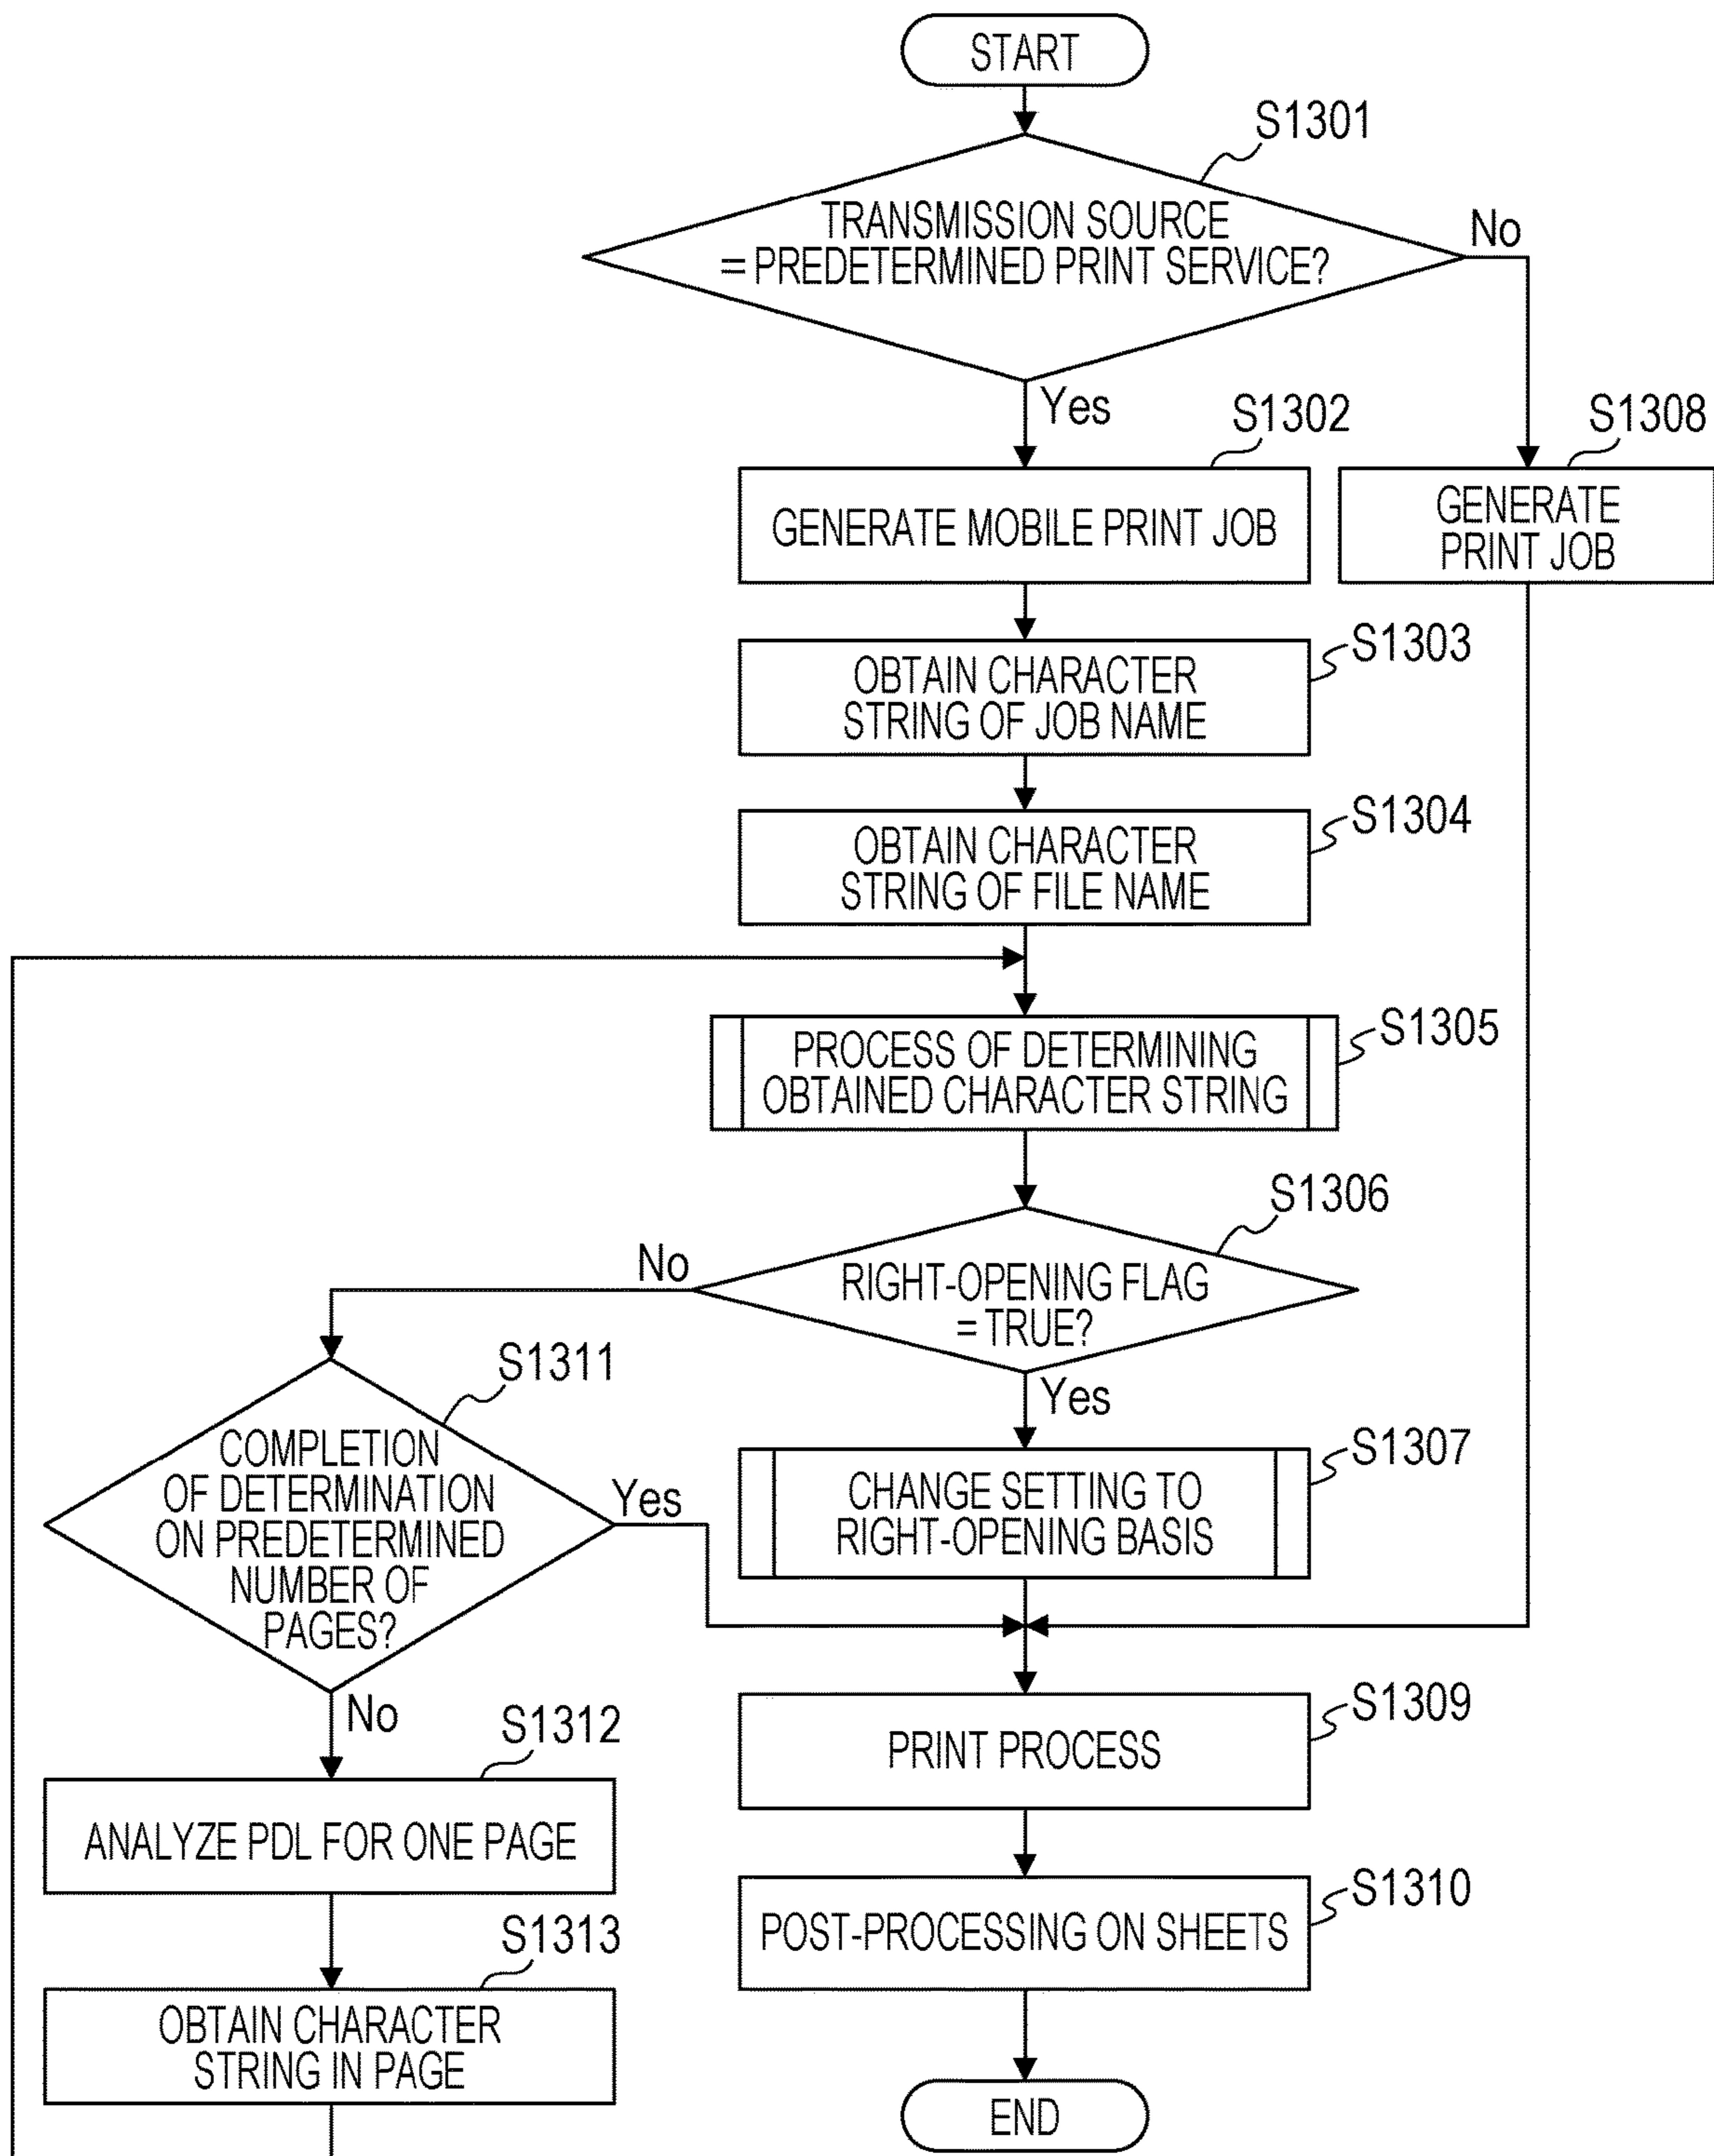 START
S1301
TRANSMISSION SOURCE
= PREDETERMINED PRINT SERVICE?
No
Yes
S1302
S1308
GENERATE MOBILE PRINT JOB
GENERATE
PRINT JOB
S1303
OBTAIN CHARACTER
STRING OF JOB NAME
S1304
OBTAIN CHARACTER
STRING OF FILE NAME
S1305
PROCESS OF DETERMINING
OBTAINED CHARACTER STRING
S1306
No
RIGHT-OPENING FLAG
= TRUE?
Yes
S1311
COMPLETION
OF DETERMINATION
ON PREDETERMINED
NUMBER OF
PAGES?
Yes
No
S1307
CHANGE SETTING TO
RIGHT-OPENING BASIS
S1312
ANALYZE PDL FOR ONE PAGE
S1313
OBTAIN CHARACTER
STRING IN PAGE
S1309
PRINT PROCESS
S1310
POST-PROCESSING ON SHEETS
END